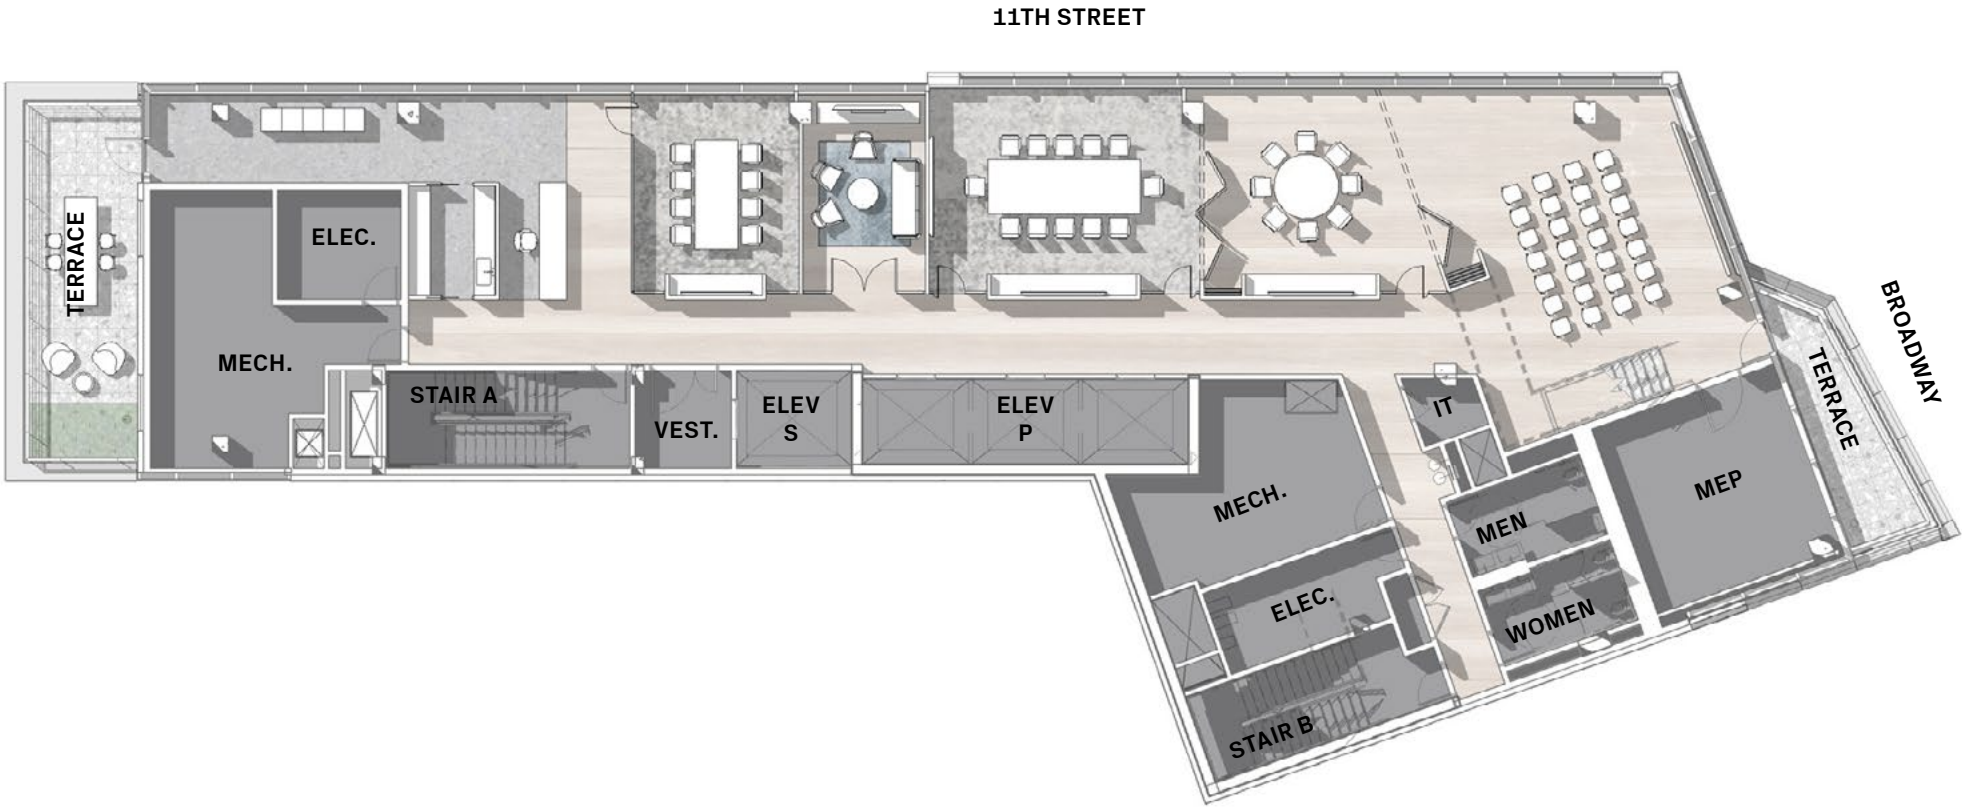 11TH STREET
TERRACE
ELEC.
MECH.
STAIR A
VEST.
ELEV
S
ELEV
P
IT
MECH.
MEN
MEP
ELEC.
WOMEN
STAIR B
TERRACE
BROADWAY